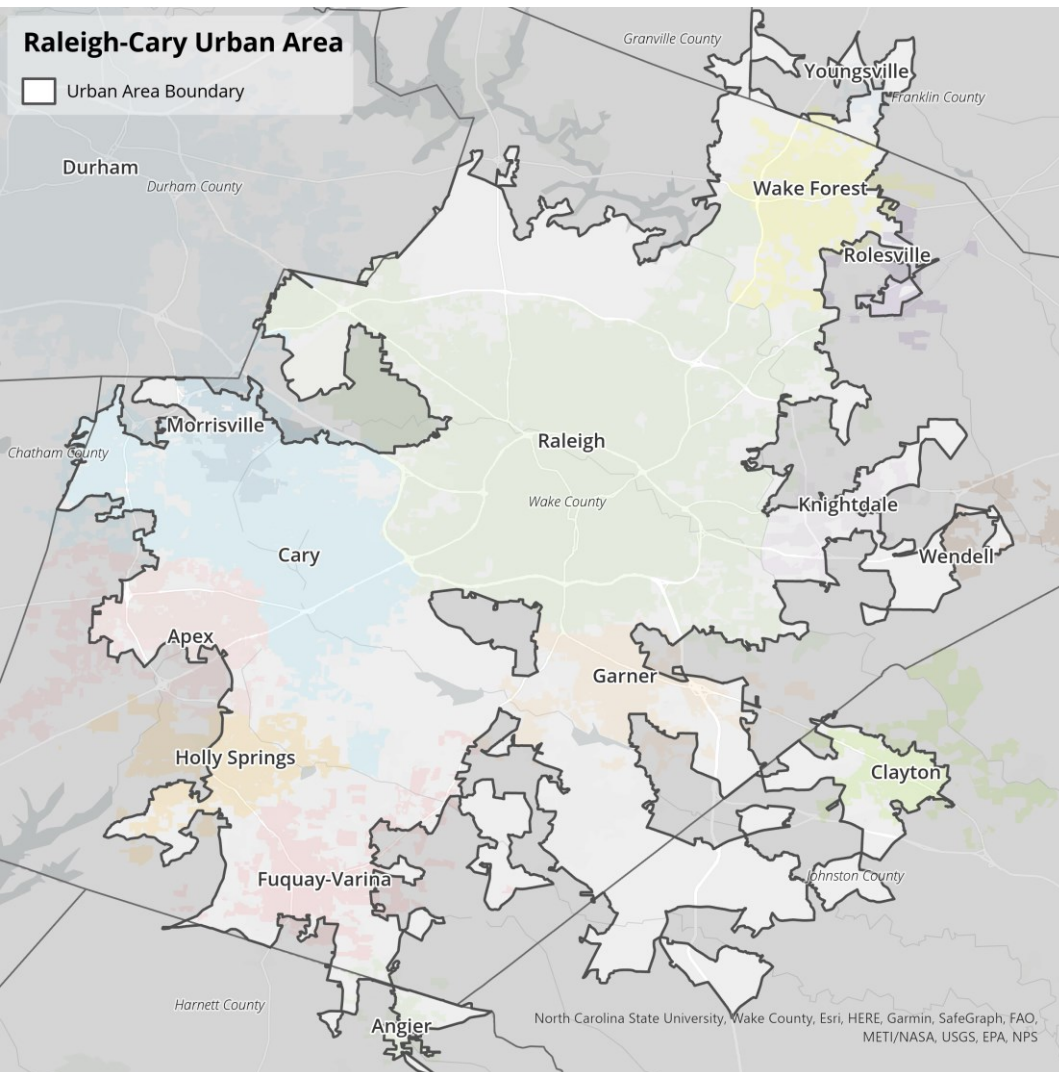 Raleigh-Cary Urban Area
Urban Area Boundary
Granville County
Youngsville
Franklin County
Durham
Durham County
Wake Forest
Rolesville
Morrisville
Raleigh
Chatham County
Wake County
Knightdale
Cary
Wendell
Apex
Garner
Holly Springs
Clayton
Fuquay-Varina
Johnston County
Harnett County
Angier
North Carolina State University, Wake County, Esri, HERE, Garmin, SafeGraph, FAO,
METI/NASA, USGS, EPA, NPS